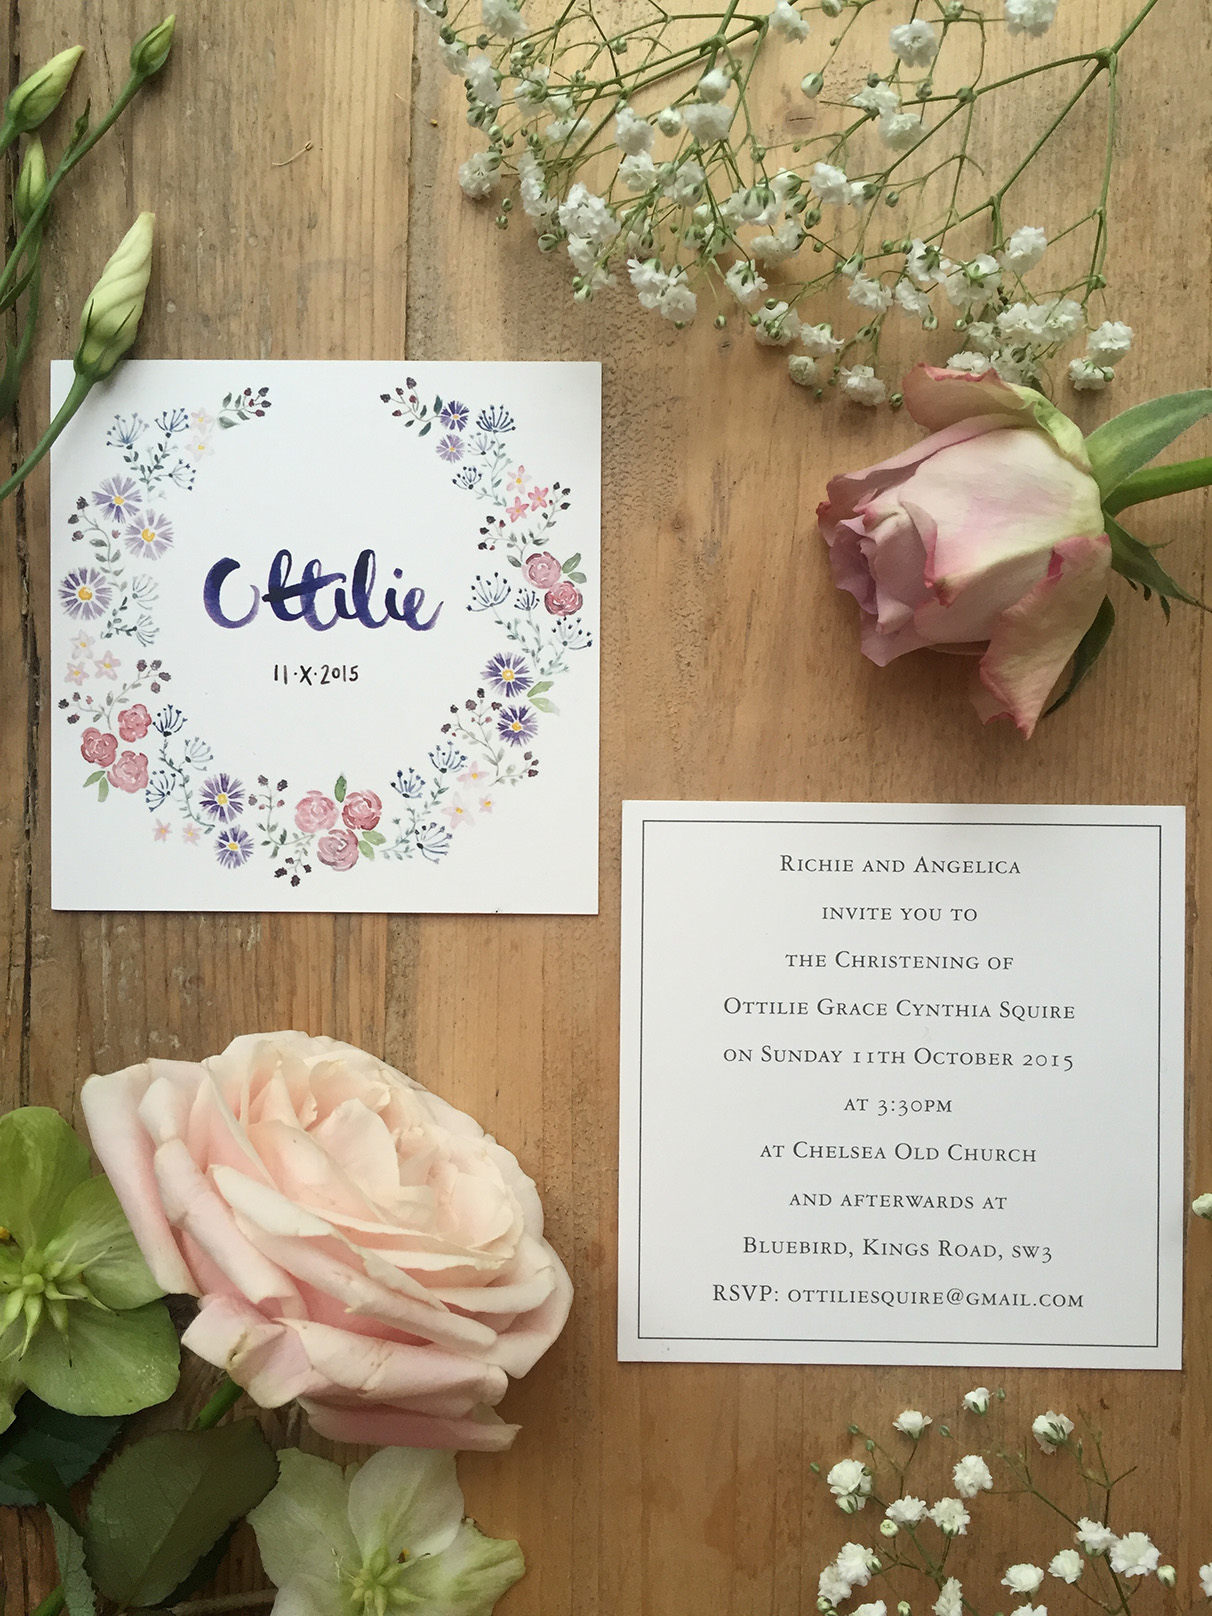 Ottilie
11·X·2015
Richie and Angelica
invite you to
the Christening of
Ottilie Grace Cynthia Squire
on Sunday 11th October 2015
at 3:30pm
at Chelsea Old Church
and afterwards at
Bluebird, Kings Road, sw3
RSVP: ottiliesquire@gmail.com